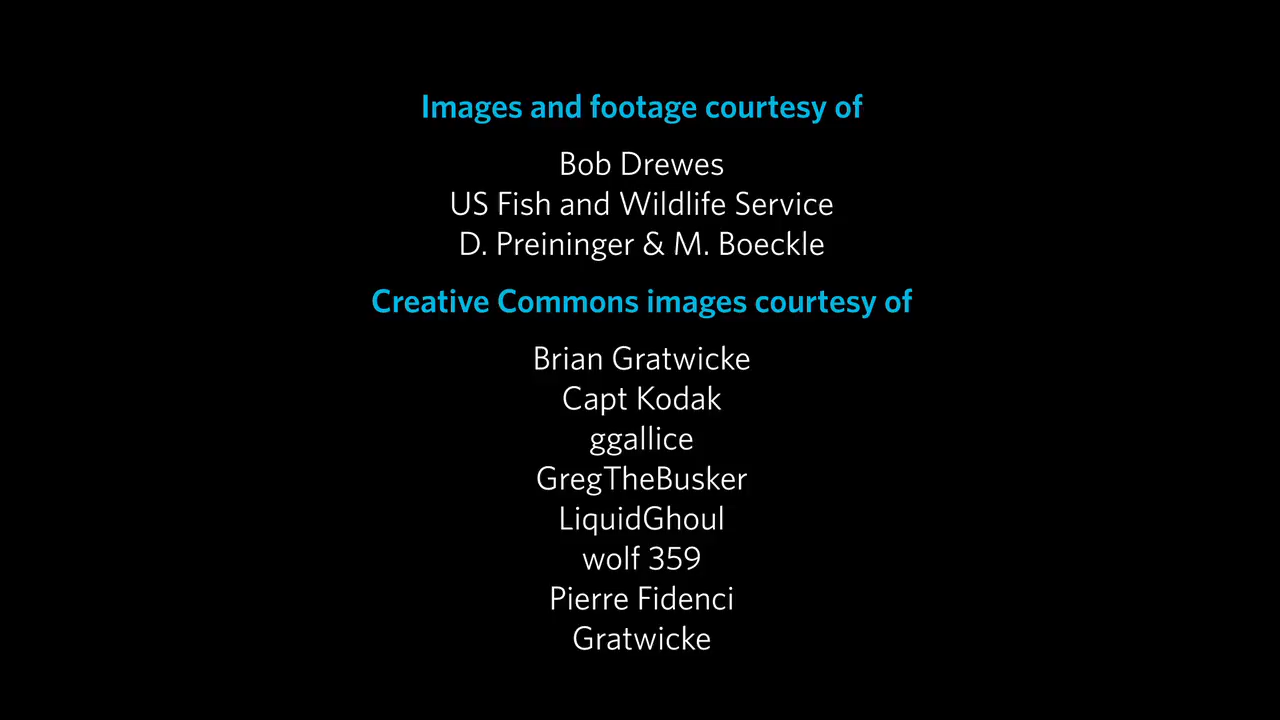 Images and footage courtesy of
Bob Drewes
US Fish and Wildlife Service
D. Preininger & M. Boeckle
Creative Commons images courtesy of
Brian Gratwicke
Capt Kodak
ggallice
GregTheBusker
LiquidGhoul
wolf 359
Pierre Fidenci
Gratwicke